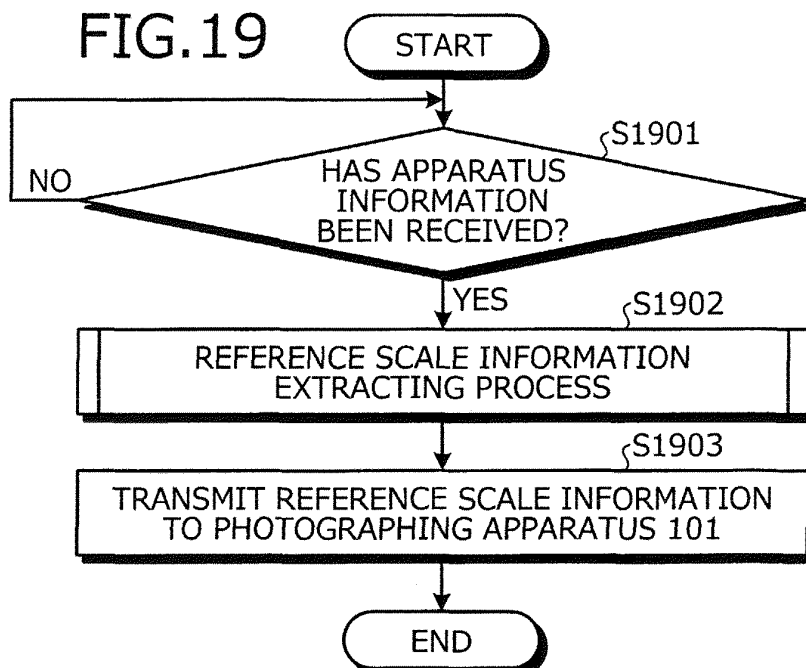 FIG.19
START
S1901
HAS APPARATUS
INFORMATION
BEEN RECEIVED?
NO
YES
S1902
REFERENCE SCALE INFORMATION
EXTRACTING PROCESS
S1903
TRANSMIT REFERENCE SCALE INFORMATION
TO PHOTOGRAPHING APPARATUS 101
END